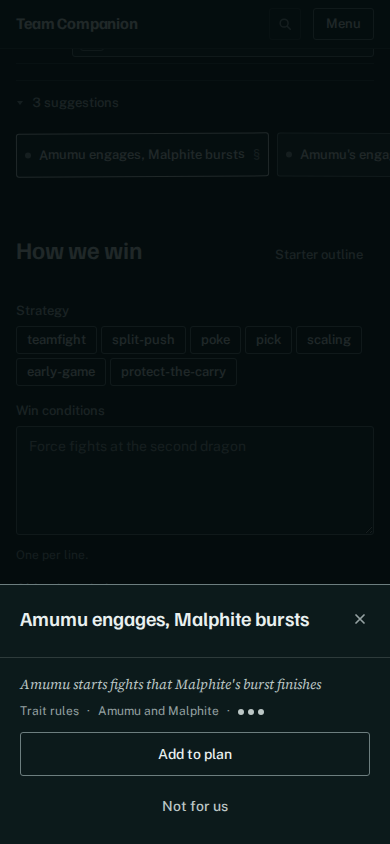 Team Companion
Menu
3 suggestions
Amumu engages, Malphite bursts §
Amumu's enga
How we win
Starter outline
Strategy
teamfight split-push poke pick scaling
early-game protect-the-carry
Win conditions
Force fights at the second dragon
One per line.
Amumu engages, Malphite bursts
Amumu starts fights that Malphite's burst finishes
Trait rules · Amumu and Malphite ·
Add to plan
Not for us